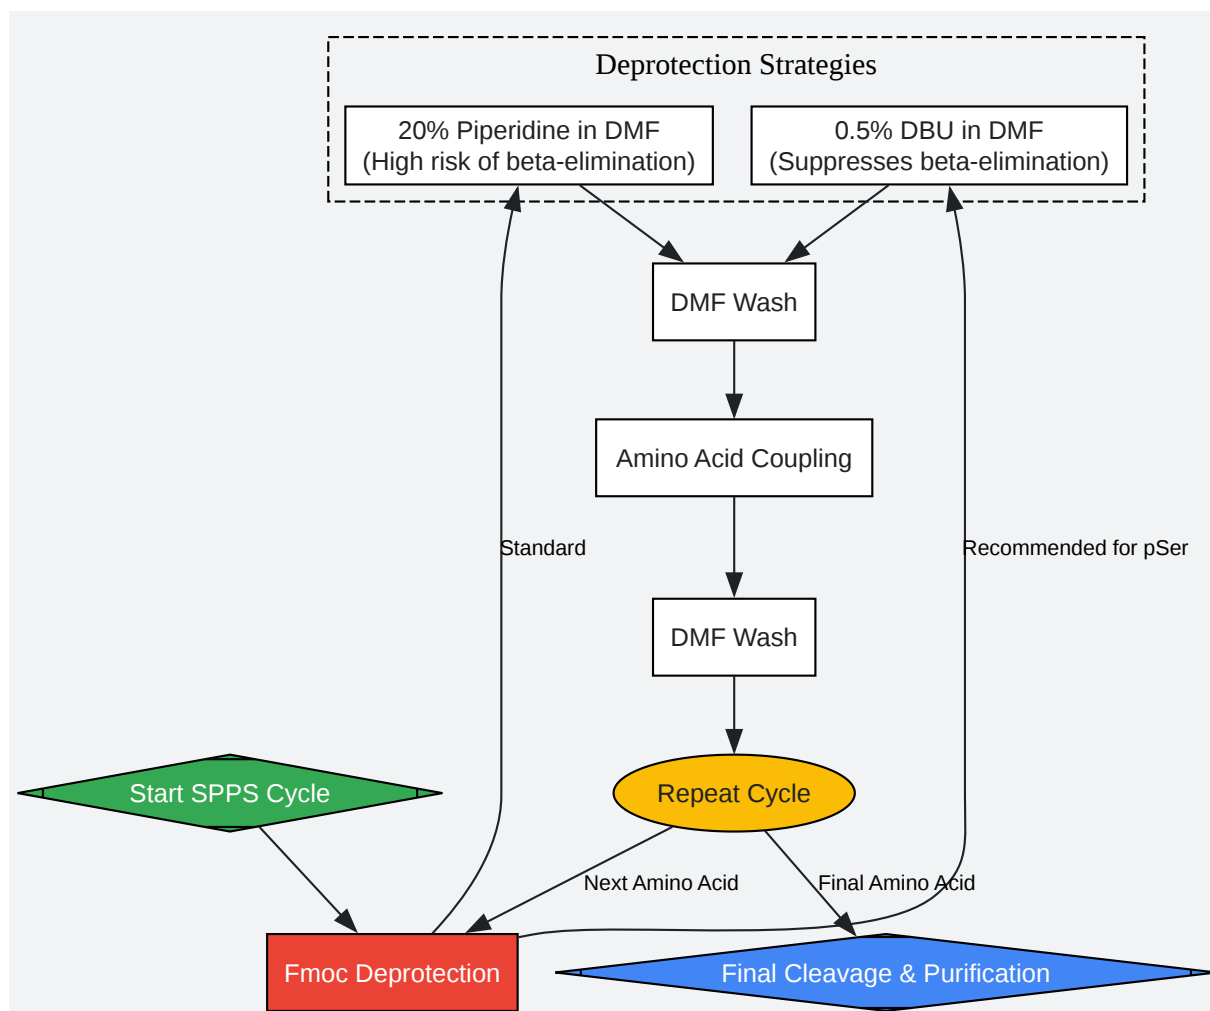 Deprotection Strategies
20% Piperidine in DMF
(High risk of beta-elimination)
0.5% DBU in DMF
(Suppresses beta-elimination)
DMF Wash
Amino Acid Coupling
Standard
Recommended for pSer
DMF Wash
Start SPPS Cycle
Repeat Cycle
Next Amino Acid
Final Amino Acid
Fmoc Deprotection
Final Cleavage & Purification